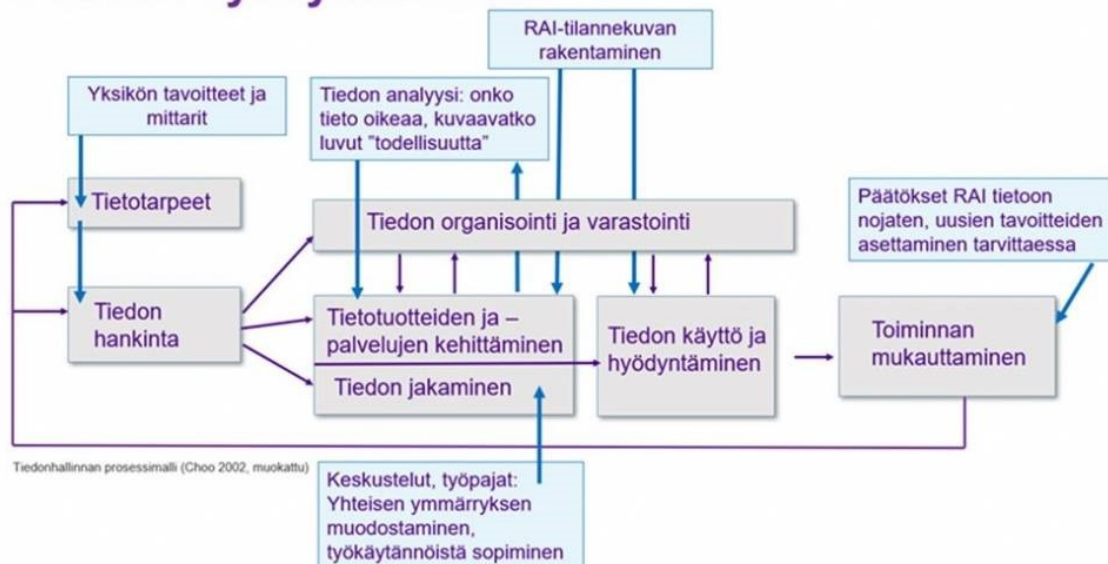 RAI-tilannekuvan
rakentaminen
Yksikön tavoitteet ja
mittarit
Tiedon analyysi: onko
tieto oikeaa, kuvaavatko
luvut ”todellisuutta”
Tietotarpeet
Tiedon organisointi ja varastointi
Päätökset RAI tietoon
nojaten, uusien tavoitteiden
asettaminen tarvittaessa
Tiedon
hankinta
Tietotuotteiden ja –
palvelujen kehittäminen
Tiedon jakaminen
Tiedon käyttö ja
hyödyntäminen
Toiminnan
mukauttaminen
Tiedonhallinnan prosessimalli (Choo 2002, muokattu)
Keskustelut, työpajat:
Yhteisen ymmärryksen
muodostaminen,
työkäytännöistä sopiminen